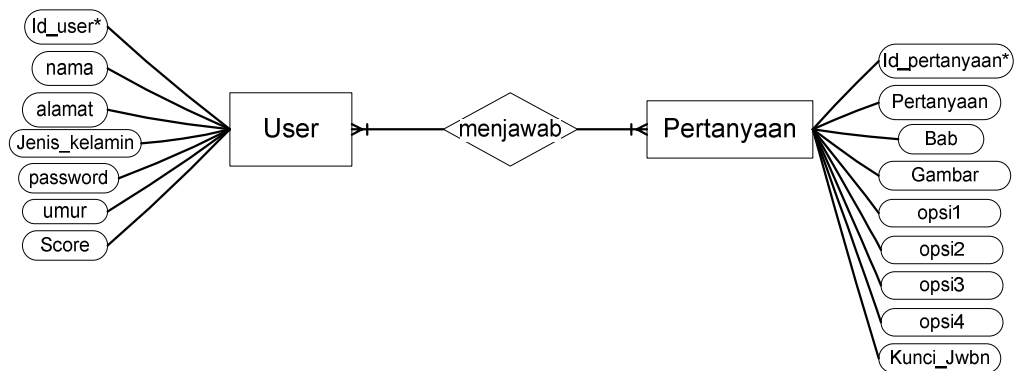 Id_user*
nama
alamat
Jenis_kelamin
password
umur
Score
User
menjawab
Pertanyaan
Id_pertanyaan*
Pertanyaan
Bab
Gambar
opsi1
opsi2
opsi3
opsi4
Kunci_Jwbn